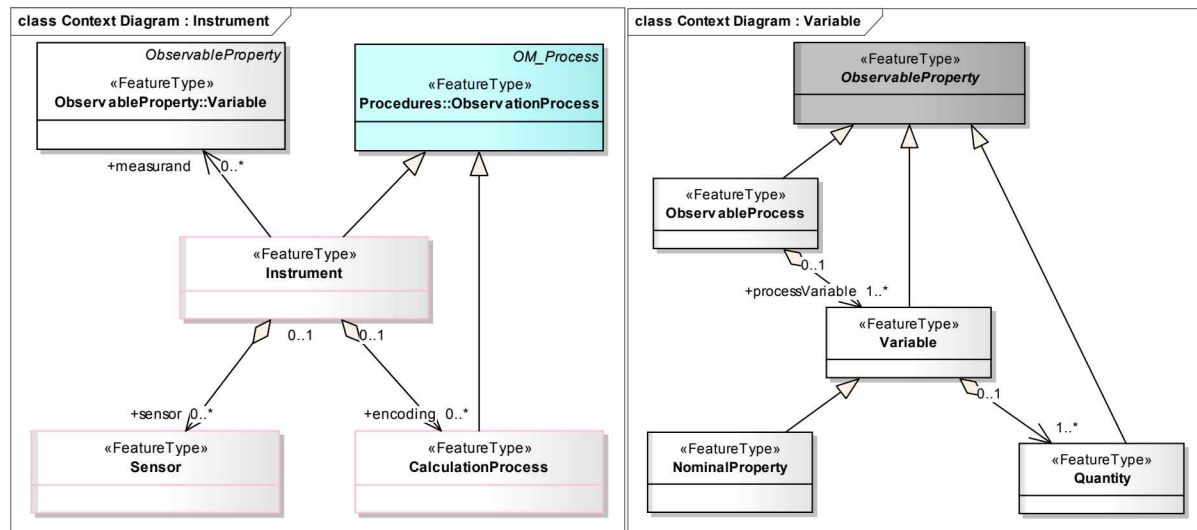 class Context Diagram : Instrument
ObservableProperty
«FeatureType»
ObservableProperty::Variable
OM_Process
«FeatureType»
Procedures::ObservationProcess
+measurand 0..*
«FeatureType»
Instrument
0..1
0..1
+sensor 0..*
+encoding 0..*
«FeatureType»
Sensor
«FeatureType»
CalculationProcess
class Context Diagram : Variable
«FeatureType»
ObservableProperty
«FeatureType»
ObservableProcess
0..1
+processVariable 1..*
«FeatureType»
Variable
0..1
1..*
«FeatureType»
NominalProperty
«FeatureType»
Quantity